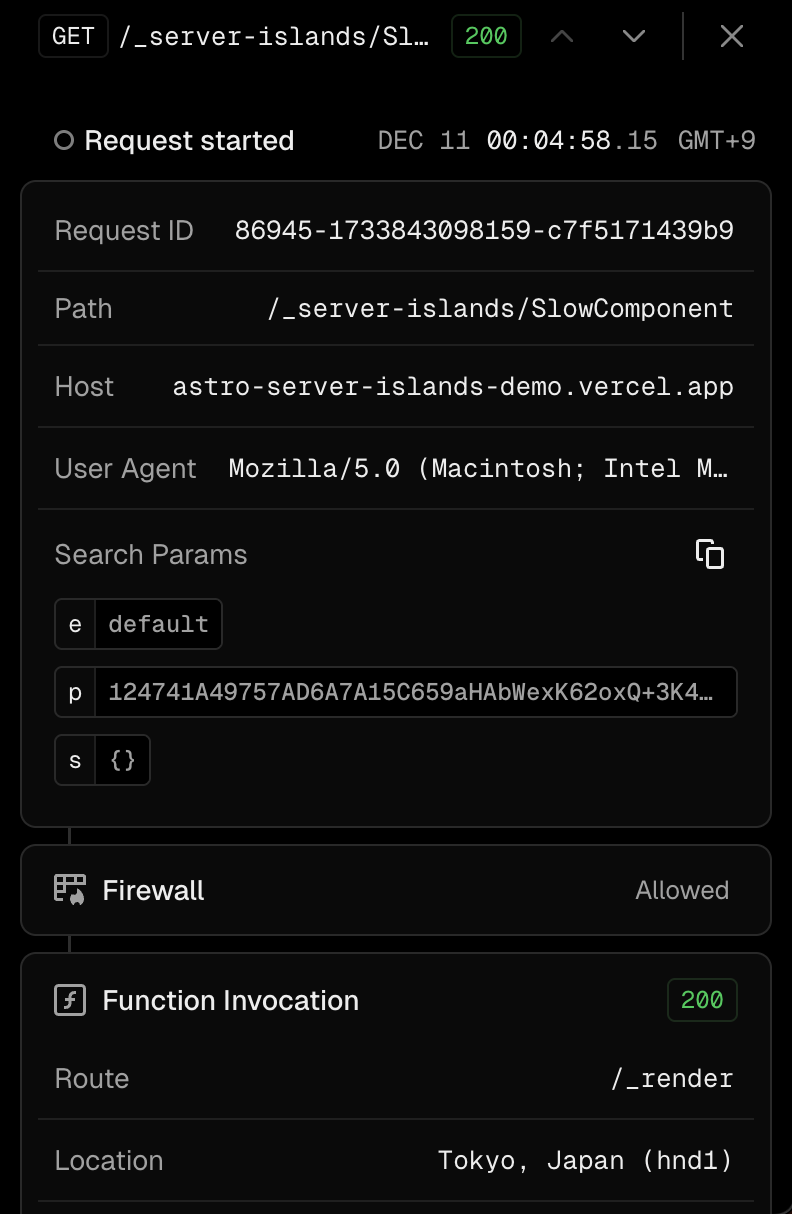 GET /_server-islands/Sl… 200
Request started DEC 11 00:04:58.15 GMT+9
Request ID 86945-1733843098159-c7f5171439b9
Path /_server-islands/SlowComponent
Host astro-server-islands-demo.vercel.app
User Agent Mozilla/5.0 (Macintosh; Intel M…
Search Params
e default
p 124741A49757AD6A7A15C659aHAbWexK62oxQ+3K4…
s {}
Firewall Allowed
Function Invocation 200
Route /_render
Location Tokyo, Japan (hnd1)